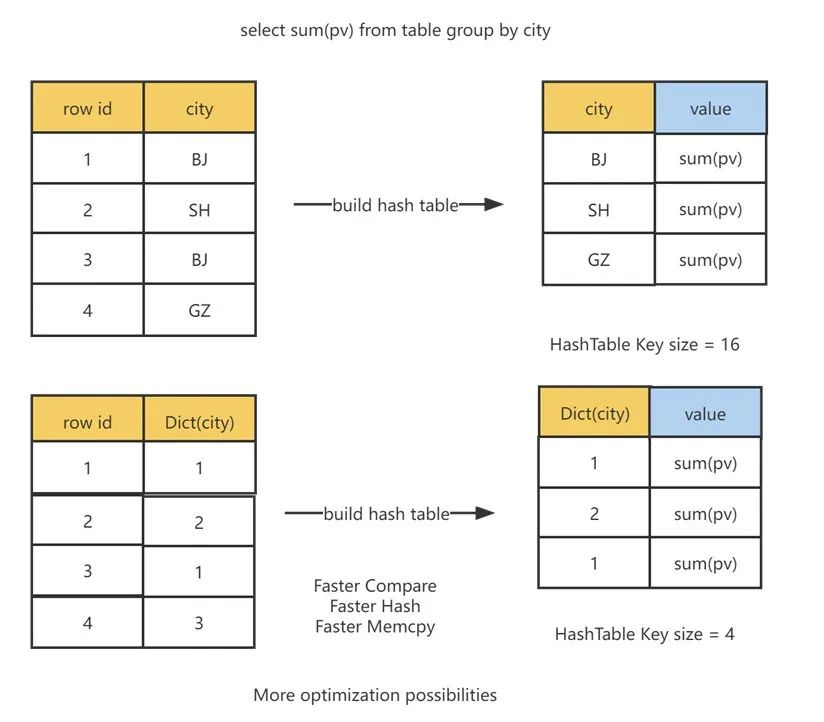 select sum(pv) from table group by city
row id city
1 BJ
2 SH
3 BJ
4 GZ
build hash table
city value
BJ sum(pv)
SH sum(pv)
GZ sum(pv)
HashTable Key size = 16
row id Dict(city)
1 1
2 2
3 1
4 3
build hash table
Faster Compare
Faster Hash
Faster Memcpy
Dict(city) value
1 sum(pv)
2 sum(pv)
1 sum(pv)
HashTable Key size = 4
More optimization possibilities